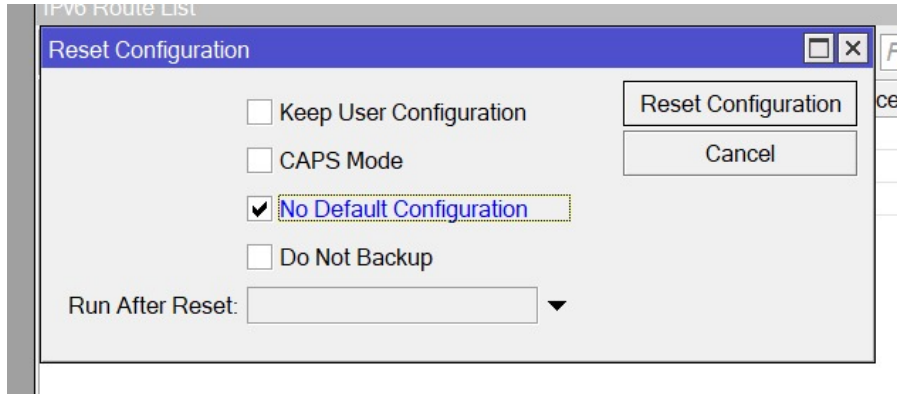 IPv6 Route List
Reset Configuration
Keep User Configuration
Reset Configuration
CAPS Mode
Cancel
No Default Configuration
Do Not Backup
Run After Reset: